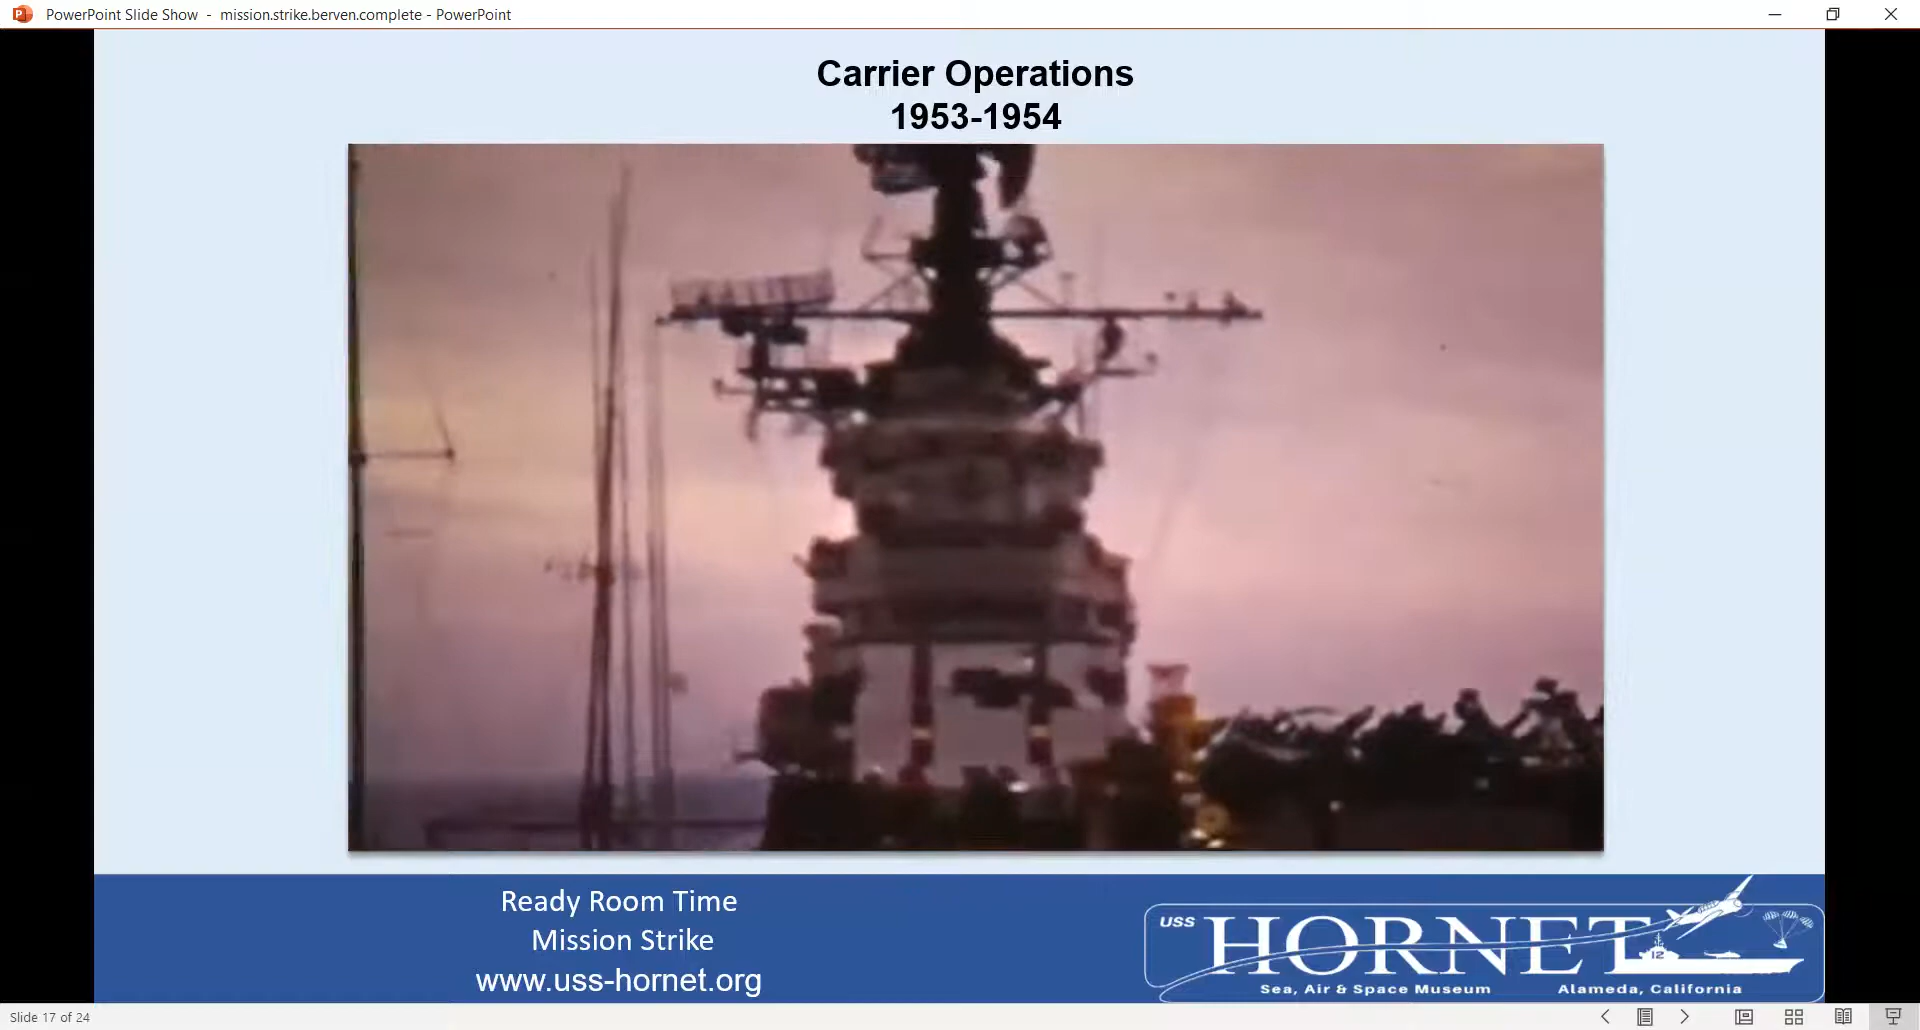 PowerPoint Slide Show - mission.strike.berven.complete - PowerPoint
Carrier Operations
1953-1954
Ready Room Time
Mission Strike
www.uss-hornet.org
USS HORNET
12
Sea, Air & Space Museum Alameda, California
Slide 17 of 24